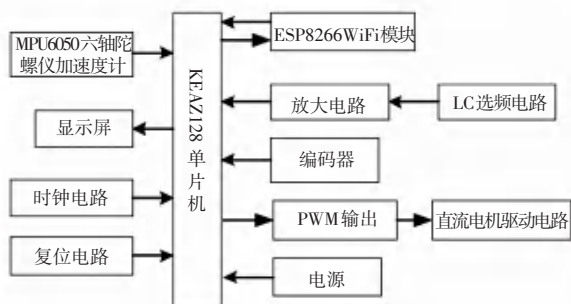 MPU6050六轴陀
螺仪加速度计
显示屏
时钟电路
复位电路
KEAZ128单片机
ESP8266WiFi模块
放大电路
LC选频电路
编码器
PWM输出
直流电机驱动电路
电源